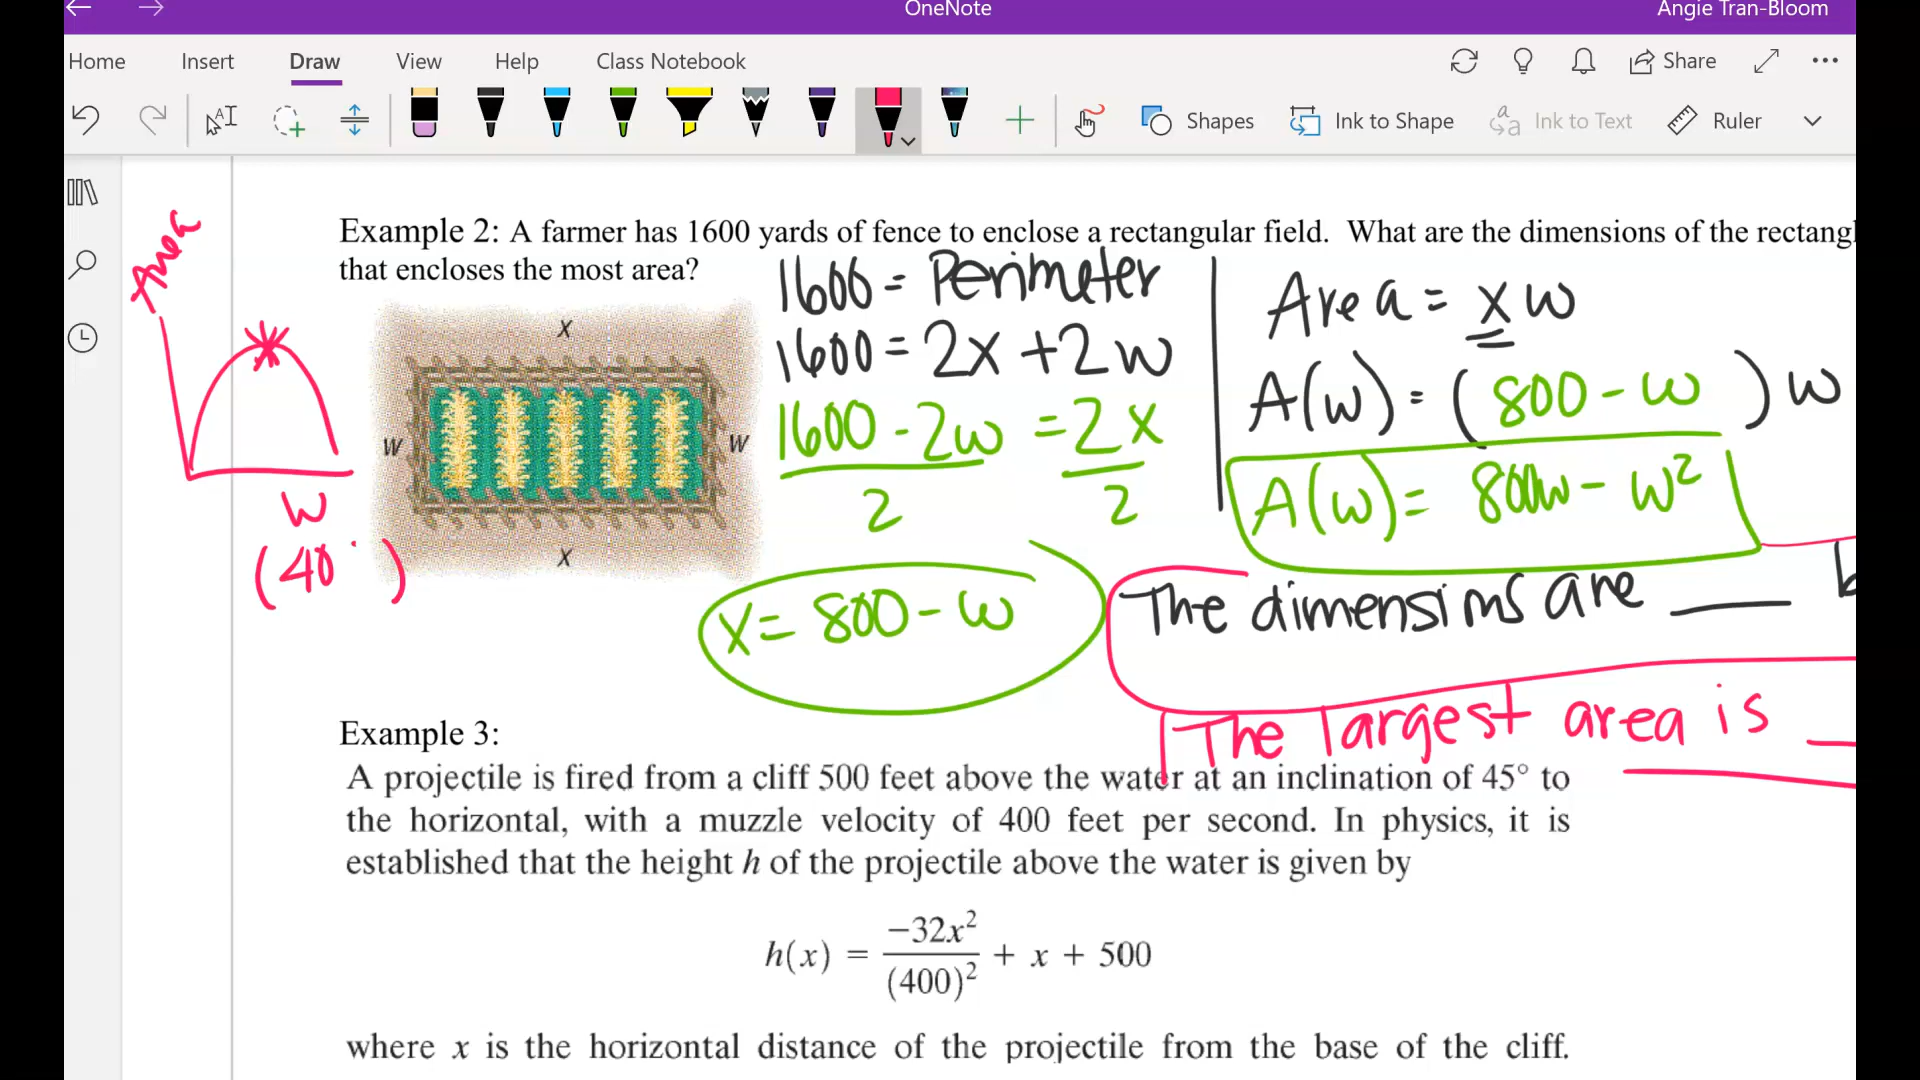 OneNote
Angie Tran-Bloom
Home Insert Draw View Help Class Notebook Share
Shapes Ink to Shape Ink to Text Ruler
Example 2: A farmer has 1600 yards of fence to enclose a rectangular field. What are the dimensions of the rectangl
that encloses the most area?
Area
W
(40 )
X
W
W
X
1600 = Perimeter
1600 = 2x + 2w
1600 - 2w = 2x
2 2
x = 800 - w
Area = xw
A(w) = (800 - w) w
A(w) = 800w - w²
The dimensions are ___ b
The largest area is __
Example 3:
A projectile is fired from a cliff 500 feet above the water at an inclination of 45° to
the horizontal, with a muzzle velocity of 400 feet per second. In physics, it is
established that the height h of the projectile above the water is given by
h(x) = −32x² / (400)² + x + 500
where x is the horizontal distance of the projectile from the base of the cliff.